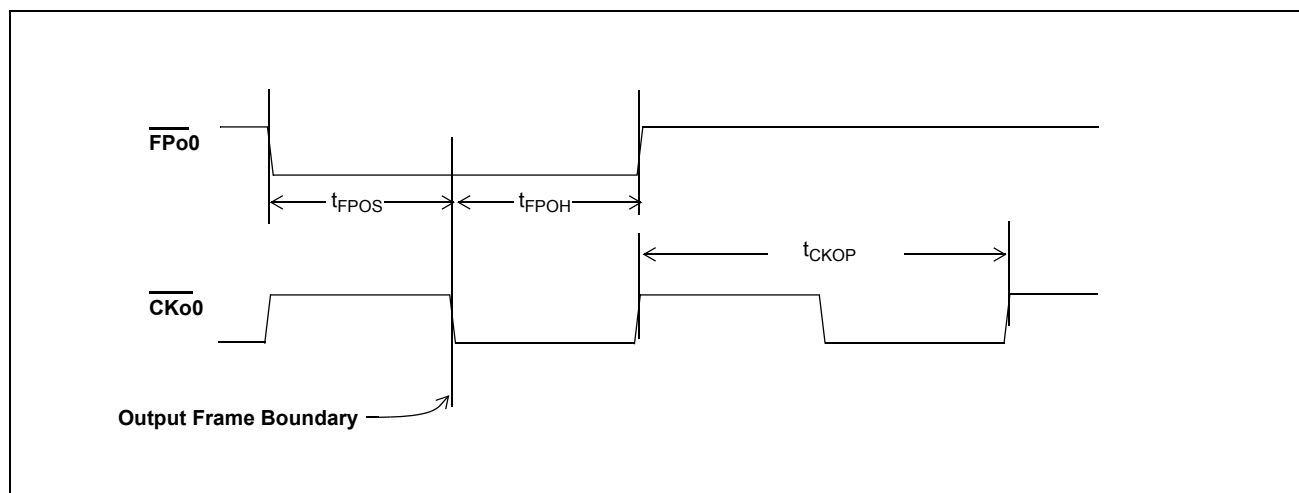 FPo0
tFPOS
tFPOH
tCKOP
CKo0
Output Frame Boundary